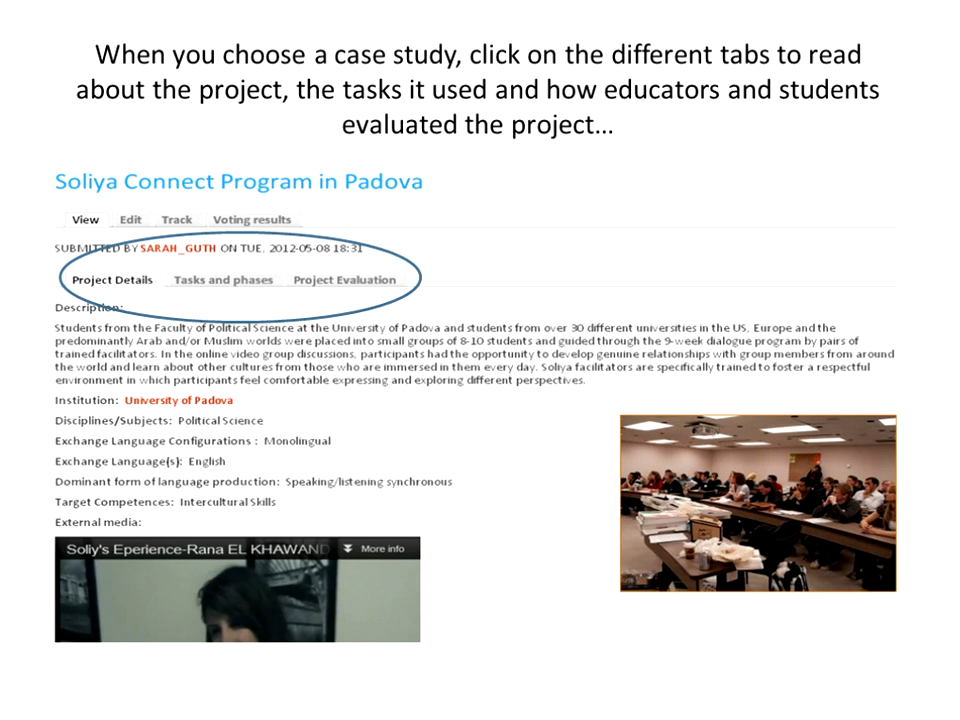 When you choose a case study, click on the different tabs to read
about the project, the tasks it used and how educators and students
evaluated the project…
Soliya Connect Program in Padova
View Edit Track Voting results
SUBMITTED BY SARAH_GUTH ON TUE, 2012-05-08 18:31
Project Details Tasks and phases Project Evaluation
Description:
Students from the Faculty of Political Science at the University of Padova and students from over 30 different universities in the US, Europe and the
predominantly Arab and/or Muslim worlds were placed into small groups of 8-10 students and guided through the 9-week dialogue program by pairs of
trained facilitators. In the online video group discussions, participants had the opportunity to develop genuine relationships with group members from around
the world and learn about other cultures from those who are immersed in them every day. Soliya facilitators are specifically trained to foster a respectful
environment in which participants feel comfortable expressing and exploring different perspectives.
Institution: University of Padova
Disciplines/Subjects: Political Science
Exchange Language Configurations : Monolingual
Exchange Language(s): English
Dominant form of language production: Speaking/listening synchronous
Target Competences: Intercultural Skills
External media:
Soliy's Eperience-Rana EL KHAWAND More info